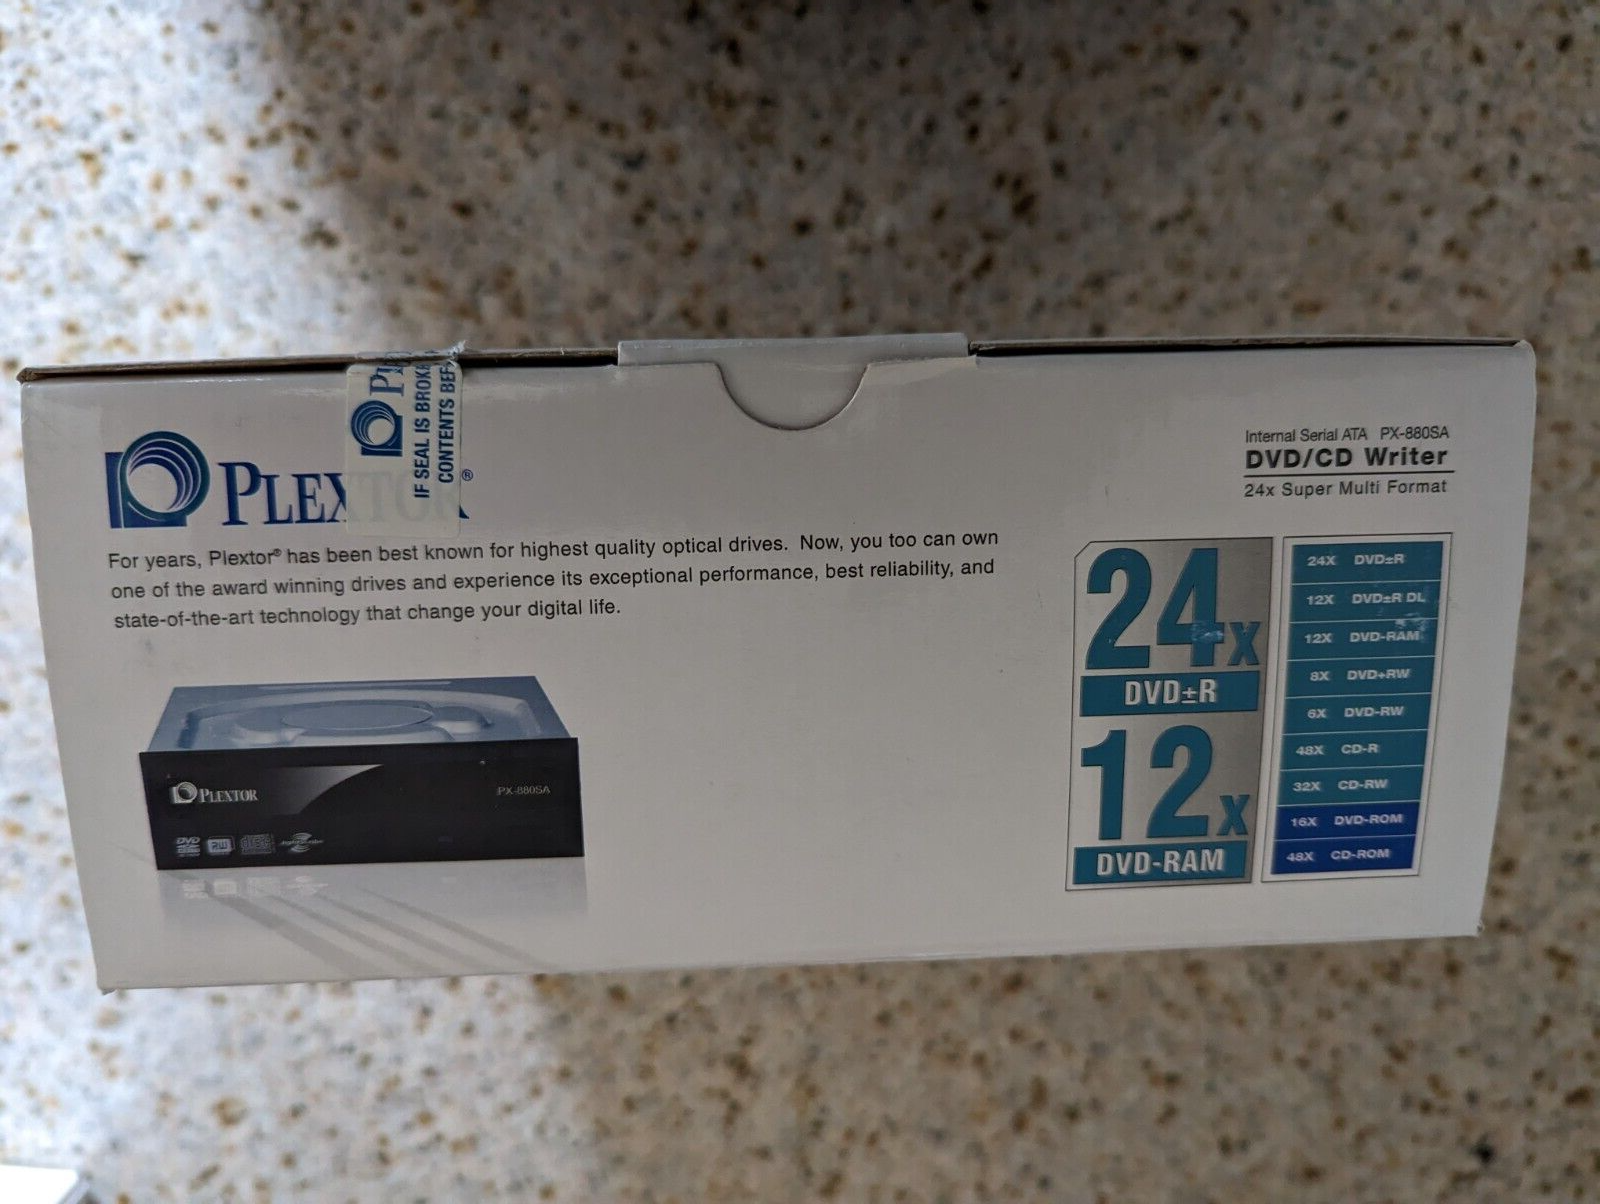 PLEX
®
PL
IF SEAL IS BROK
CONTENTS BEF
Internal Serial ATA PX-880SA
DVD/CD Writer
24x Super Multi Format
For years, Plextor® has been best known for highest quality optical drives. Now, you too can own
one of the award winning drives and experience its exceptional performance, best reliability, and
state-of-the-art technology that change your digital life.
PLEXTOR
PX-880SA
DVD
RW
24x
DVD±R
12x
DVD-RAM
24X DVD±R
12X DVD±R DL
12X DVD-RAM
8X DVD+RW
6X DVD-RW
48X CD-R
32X CD-RW
16X DVD-ROM
48X CD-ROM